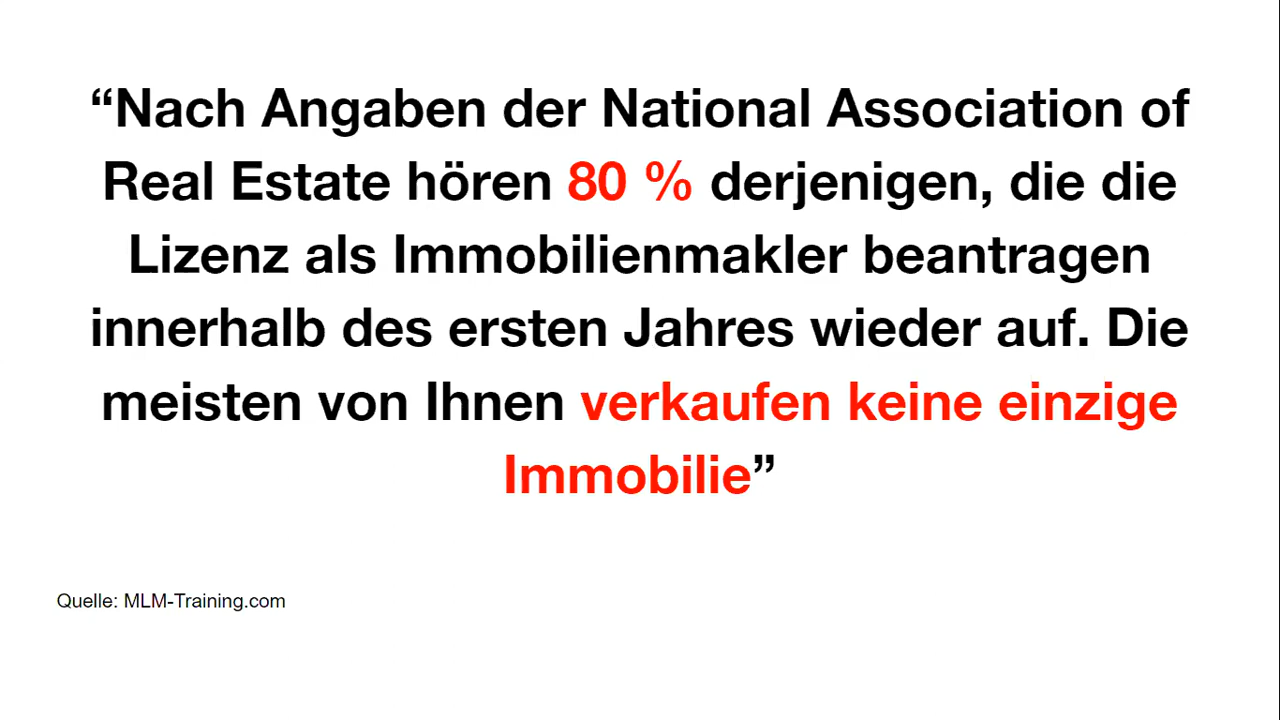 “Nach Angaben der National Association of
Real Estate hören 80 % derjenigen, die die
Lizenz als Immobilienmakler beantragen
innerhalb des ersten Jahres wieder auf. Die
meisten von Ihnen verkaufen keine einzige
Immobilie”
Quelle: MLM-Training.com